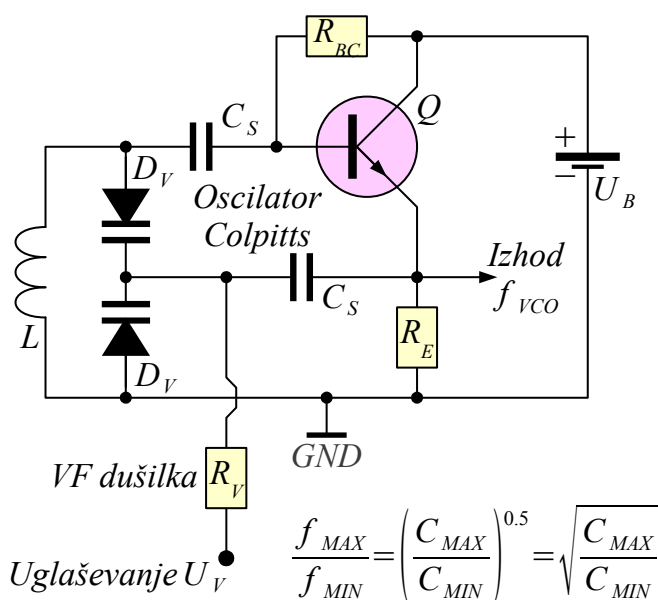 R_BC
C_S
Q
D_V
Oscilator
Colpitts
+
−
U_B
Izhod
f_VCO
C_S
L
D_V
R_E
GND
VF dušilka
R_V
Uglaševanje U_V
f_MAX / f_MIN = (C_MAX / C_MIN)^0.5 = √(C_MAX / C_MIN)